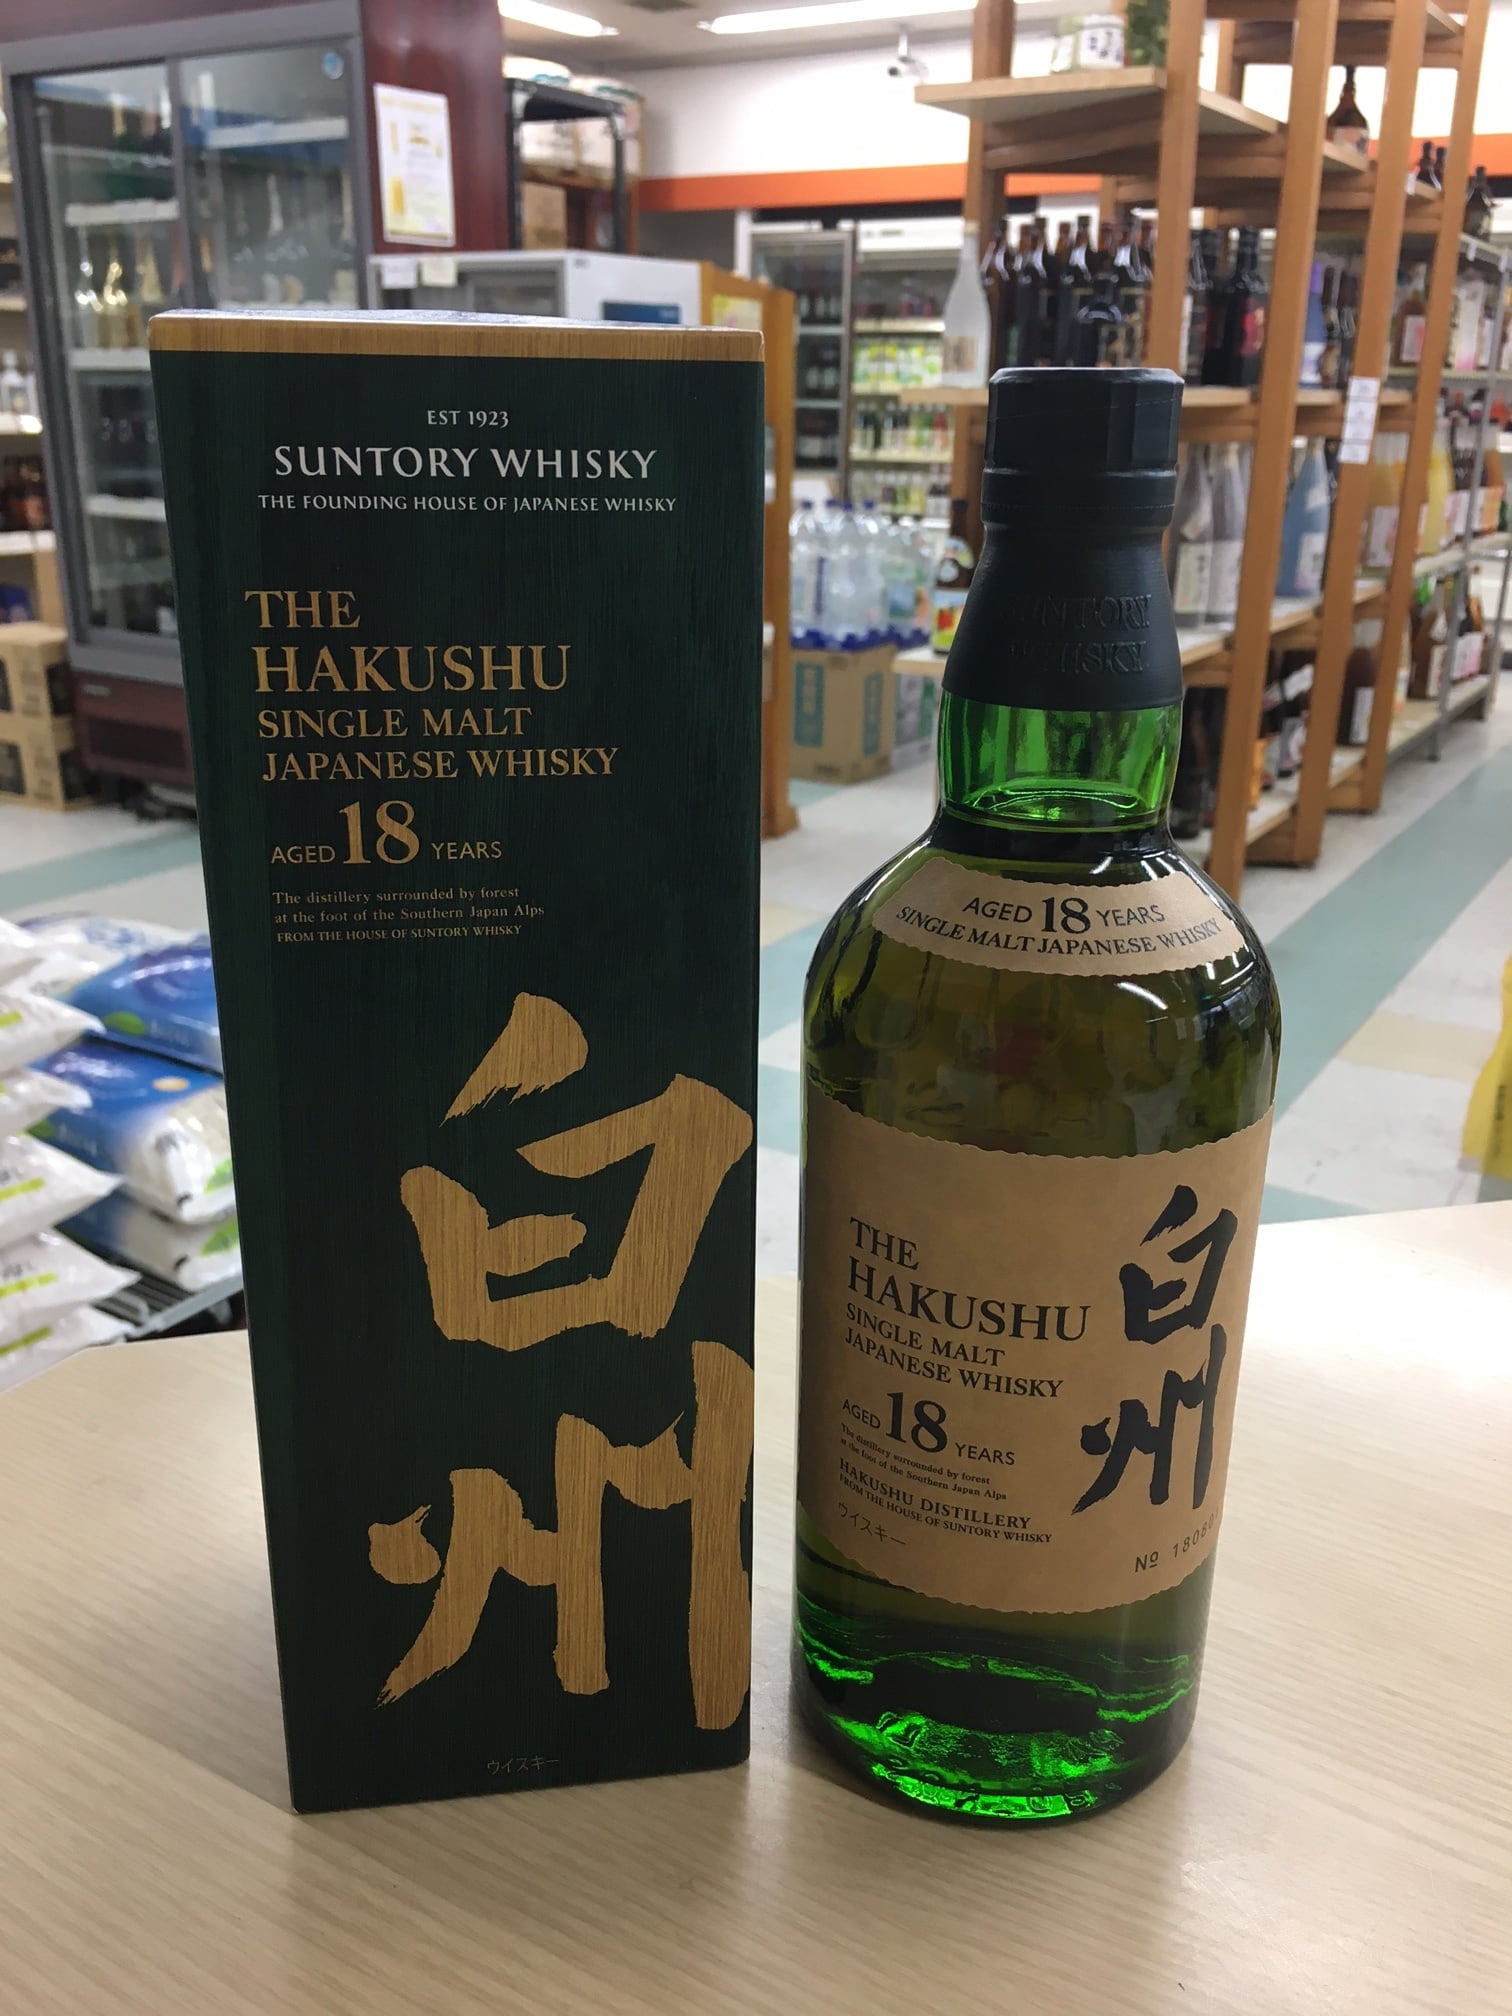 EST 1923
SUNTORY WHISKY
THE FOUNDING HOUSE OF JAPANESE WHISKY
THE
HAKUSHU
SINGLE MALT
JAPANESE WHISKY
AGED 18 YEARS
The distillery surrounded by forest
at the foot of the Southern Japan Alps
FROM THE HOUSE OF SUNTORY WHISKY
白州
ウイスキー
SUNTORY
WHISKY
AGED 18 YEARS
SINGLE MALT JAPANESE WHISKY
THE
HAKUSHU
SINGLE MALT
JAPANESE WHISKY
AGED 18 YEARS
The distillery surrounded by forest
at the foot of the Southern Japan Alps
HAKUSHU DISTILLERY
FROM THE HOUSE OF SUNTORY WHISKY
ウイスキー
白州
Nº